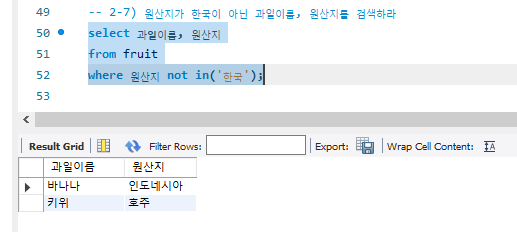 49 -- 2-7) 원산지가 한국이 아닌 과일이름, 원산지를 검색하라
50 select 과일이름, 원산지
51 from fruit
52 where 원산지 not in('한국');
53
Result Grid Filter Rows: Export: Wrap Cell Content:
과일이름 원산지
바나나 인도네시아
키위 호주